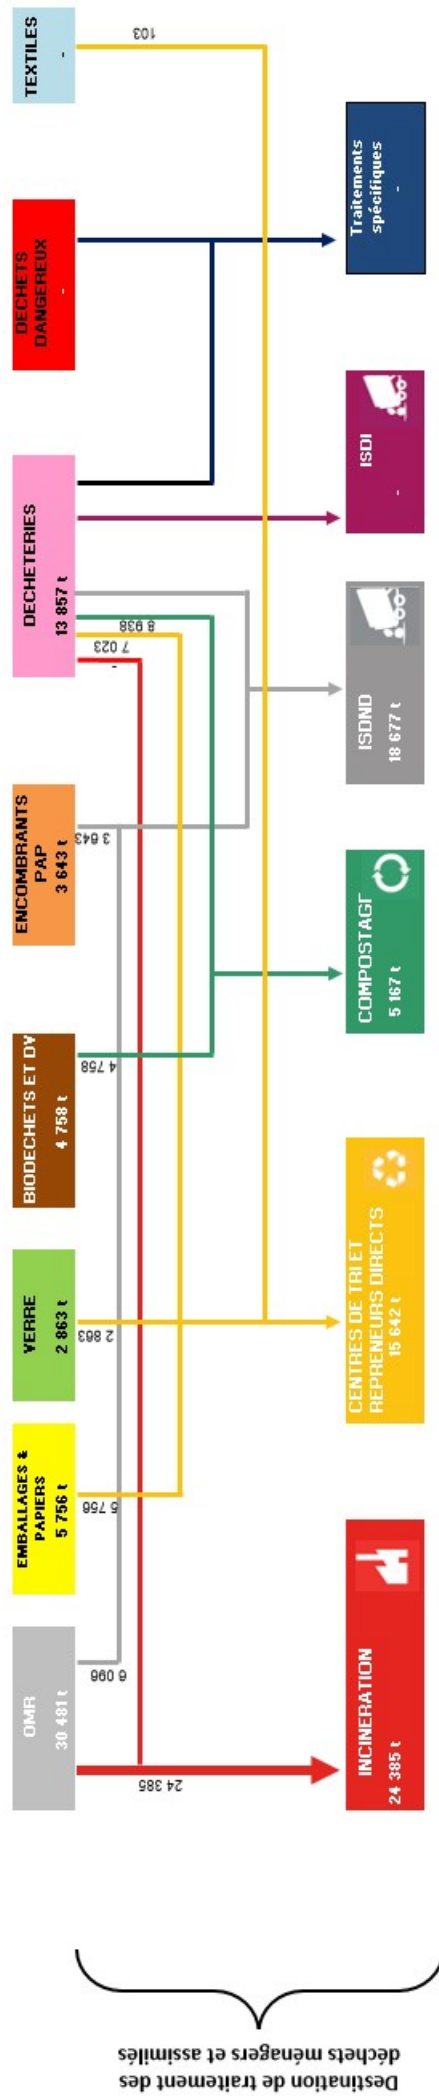 OMR
30 481 t
EMBALLAGES &
PAPIERS
5 756 t
VERRE
2 863 t
BIODECHETS ET DV
4 758 t
ENCOMBRANTS
PAP
3 643 t
DECHETERIES
13 857 t
DECHETS
DANGEREUX
-
TEXTILES
-
24 385
6 096
5 756
2 863
4 758
3 643
-
7 023
8 938
103
Destination de traitement des
déchets ménagers et assimilés
INCINERATION
24 385 t
CENTRES DE TRI ET
REPRENEURS DIRECTS
15 642 t
COMPOSTAGE
5 167 t
ISDND
18 677 t
ISDI
-
Traitements
spécifiques
-